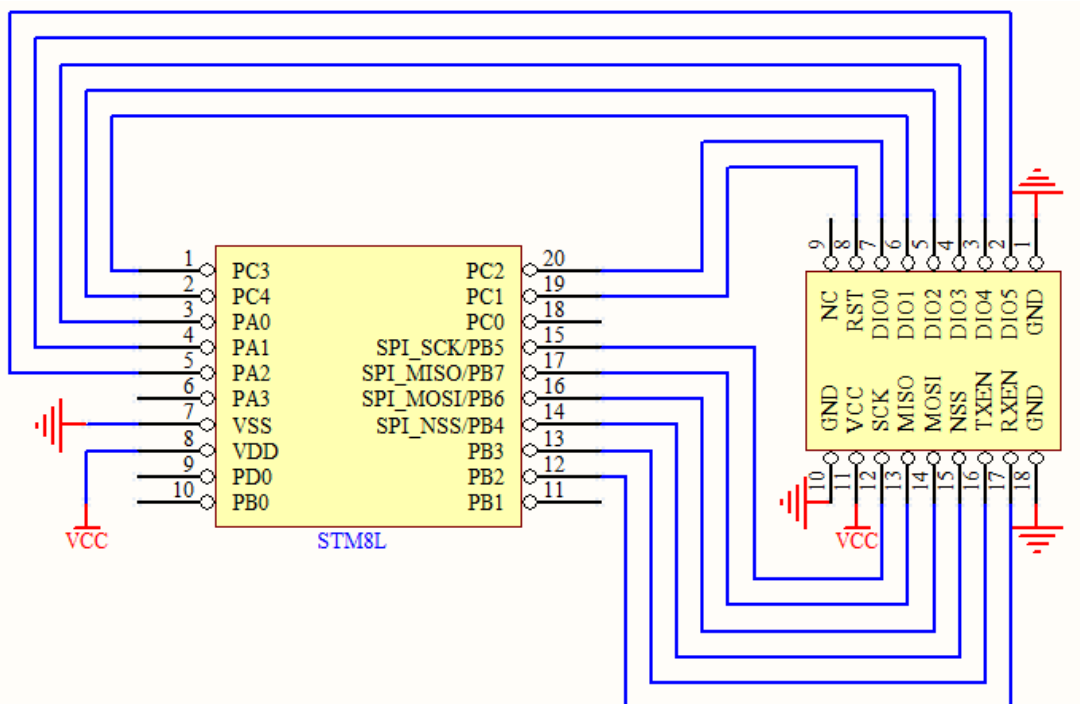 1 PC3 PC2 20
2 PC4 PC1 19
3 PA0 PC0 18
4 PA1 SPI_SCK/PB5 15
5 PA2 SPI_MISO/PB7 17
6 PA3 SPI_MOSI/PB6 16
7 VSS SPI_NSS/PB4 14
8 VDD PB3 13
9 PD0 PB2 12
10 PB0 PB1 11
VCC
STM8L
9 8 7 6 5 4 3 2 1
NC RST DIO0 DIO1 DIO2 DIO3 DIO4 DIO5 GND
GND VCC SCK MISO MOSI NSS TXEN RXEN GND
10 11 12 13 14 15 16 17 18
VCC